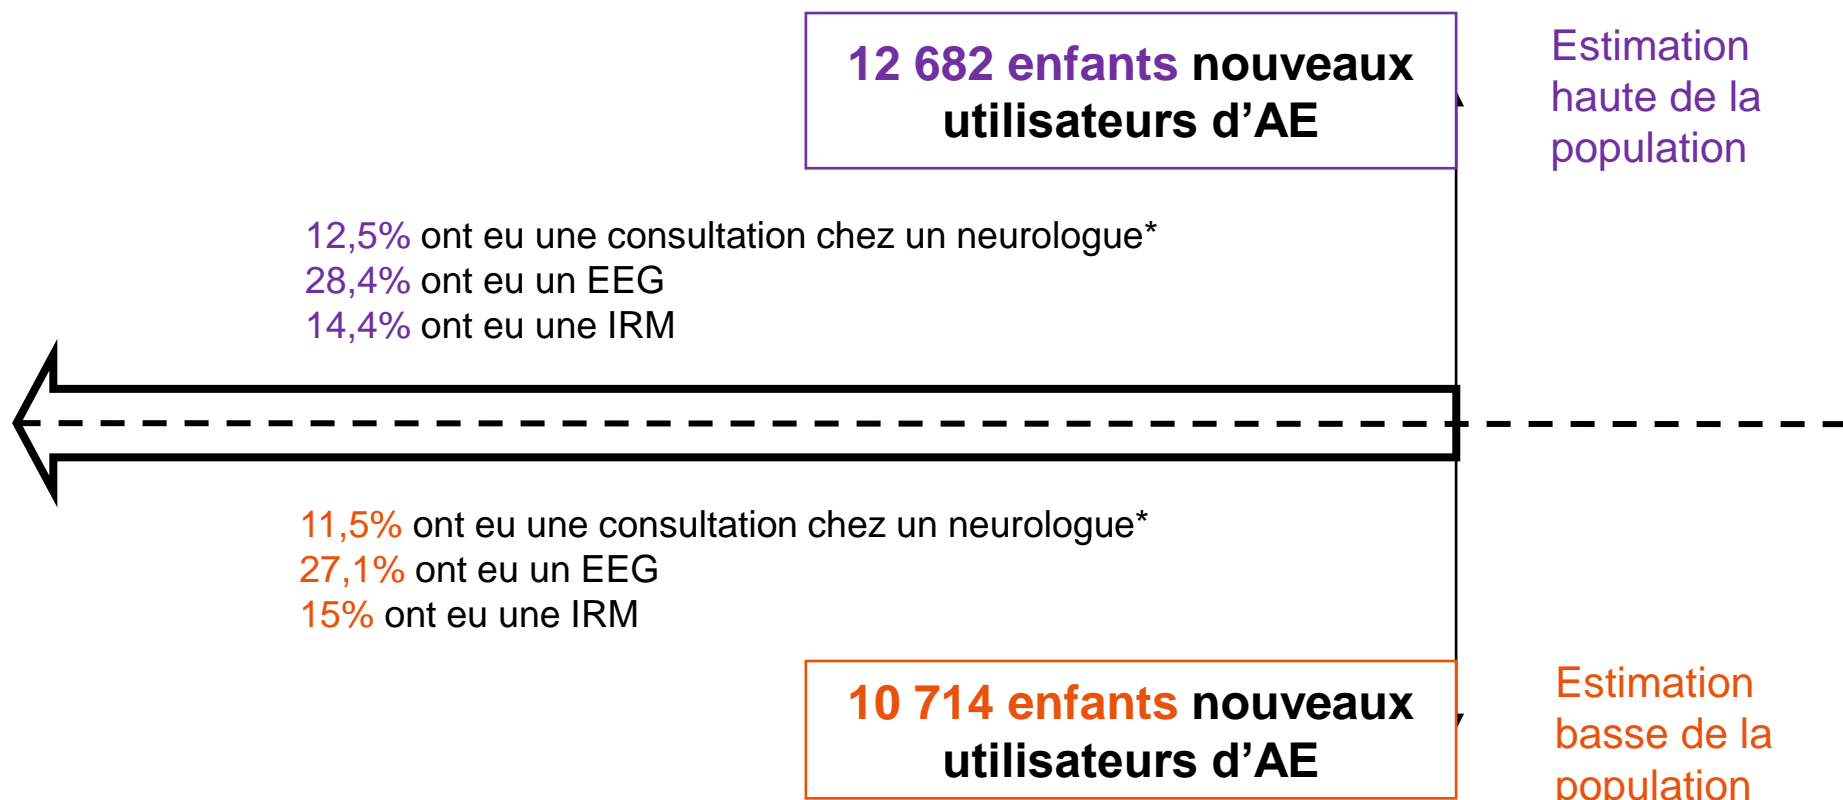 12 682 enfants nouveaux
utilisateurs d’AE
Estimation
haute de la
population
12,5% ont eu une consultation chez un neurologue*
28,4% ont eu un EEG
14,4% ont eu une IRM
11,5% ont eu une consultation chez un neurologue*
27,1% ont eu un EEG
15% ont eu une IRM
10 714 enfants nouveaux
utilisateurs d’AE
Estimation
basse de la
population